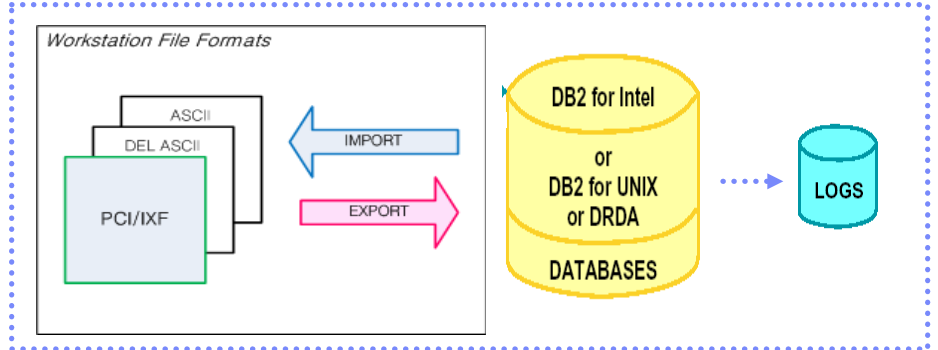 Workstation File Formats
ASCII
DEL ASCII
PCI/IXF
IMPORT
EXPORT
DB2 for Intel
or
DB2 for UNIX
or DRDA
DATABASES
LOGS